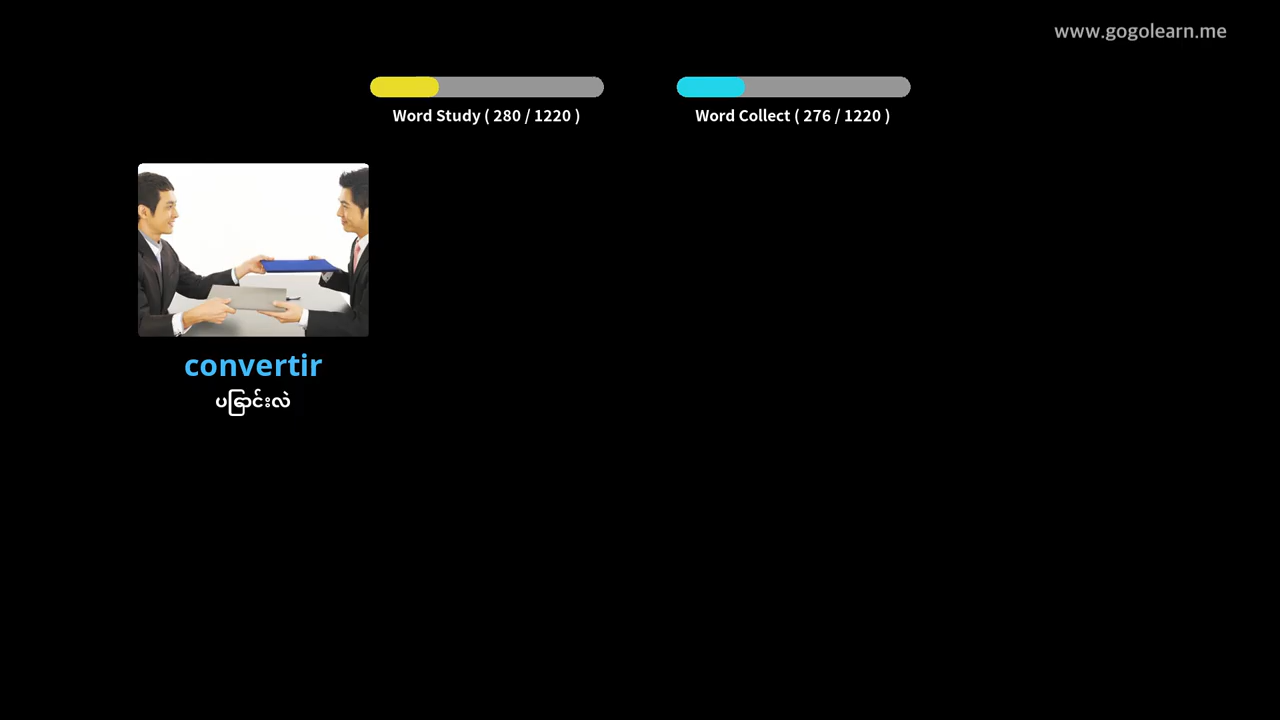 www.gogolearn.me
Word Study ( 280 / 1220 )
Word Collect ( 276 / 1220 )
convertir
ပြောင်းလဲ